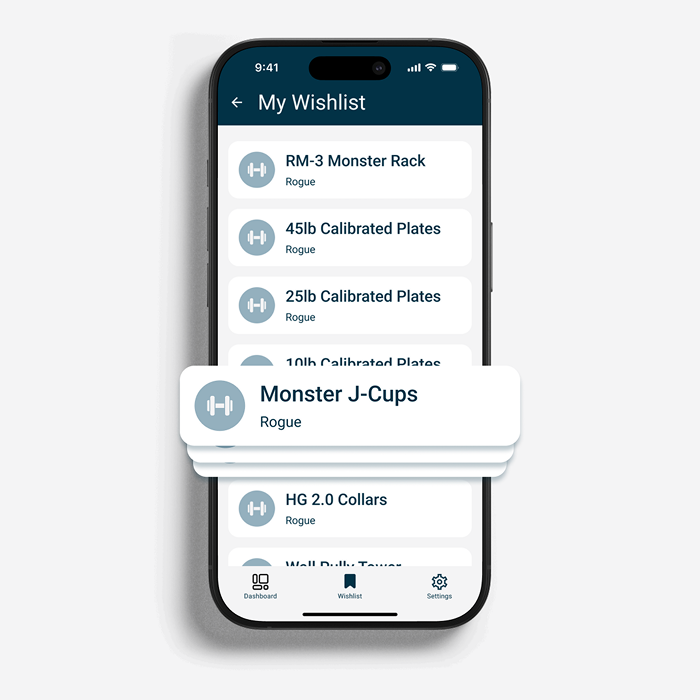 9:41
My Wishlist
RM-3 Monster Rack
Rogue
45lb Calibrated Plates
Rogue
25lb Calibrated Plates
Rogue
10lb Calibrated Plates
Monster J-Cups
Rogue
HG 2.0 Collars
Rogue
Wall Pully Tower
Dashboard
Wishlist
Settings